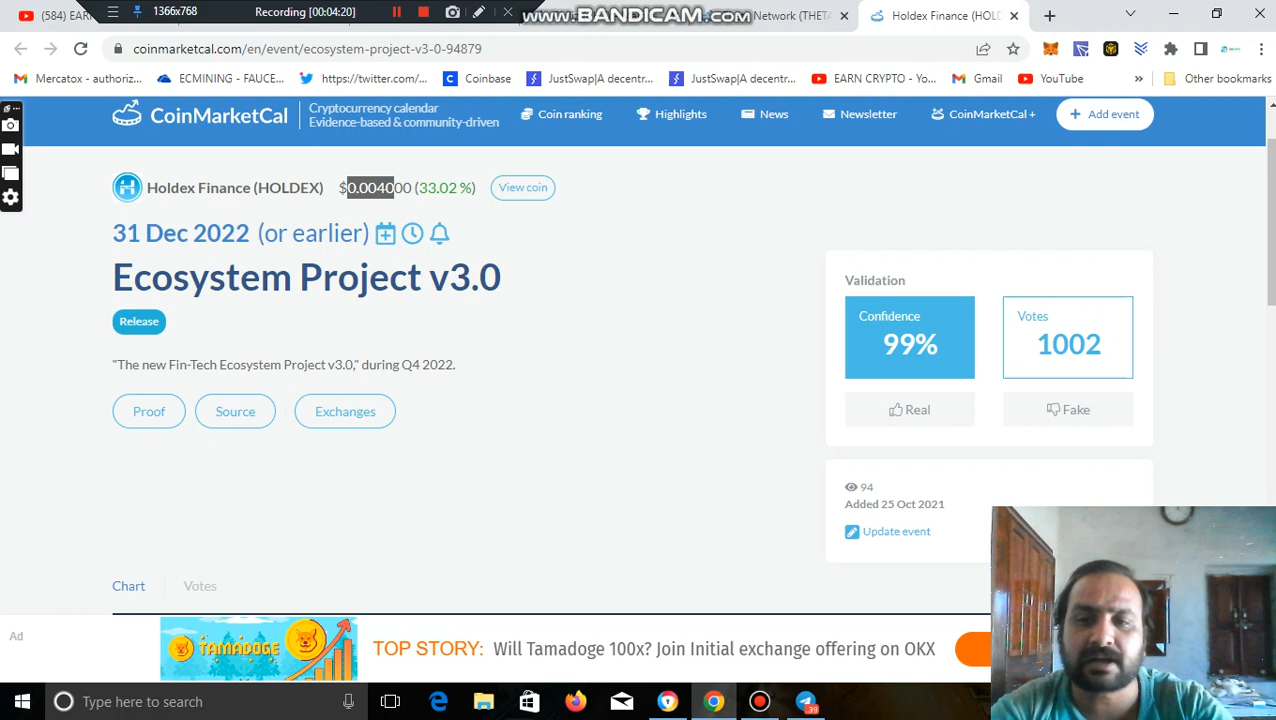 1366x768
Recording [00:04:20]
www.BANDICAM.com
(584) EARN
Network (THETA
Holdex Finance (HOLD
coinmarketcal.com/en/event/ecosystem-project-v3-0-94879
Mercatox - authoriz...
ECMINING - FAUCE...
https://twitter.com/...
Coinbase
JustSwap|A decentr...
JustSwap|A decentr...
EARN CRYPTO - Yo...
Gmail
YouTube
»
Other bookmarks
CoinMarketCal
Cryptocurrency calendar
Evidence-based & community-driven
Coin ranking
Highlights
News
Newsletter
CoinMarketCal +
+ Add event
Holdex Finance (HOLDEX) $0.004000 (33.02 %) View coin
31 Dec 2022 (or earlier)
Ecosystem Project v3.0
Release
"The new Fin-Tech Ecosystem Project v3.0," during Q4 2022.
Proof
Source
Exchanges
Validation
Confidence
99%
Votes
1002
Real
Fake
94
Added 25 Oct 2021
Update event
Chart
Votes
Ad
TAMADOGE
TOP STORY: Will Tamadoge 100x? Join Initial exchange offering on OKX
Type here to search
39